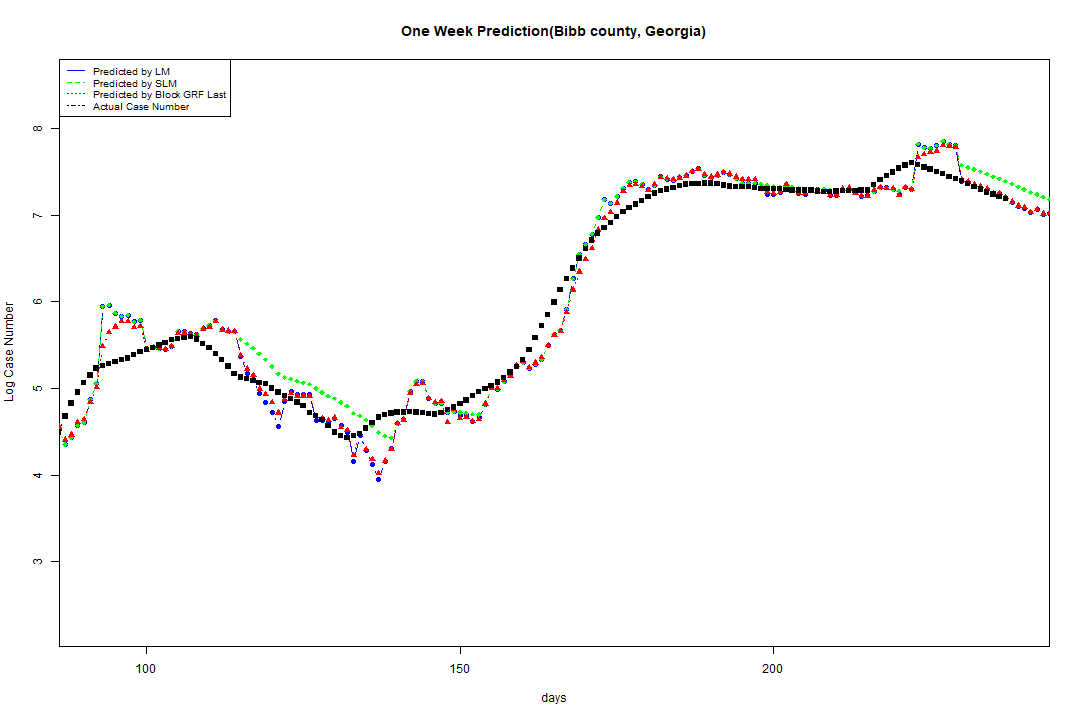 One Week Prediction(Bibb county, Georgia)
Predicted by LM
Predicted by SLM
Predicted by Block GRF Last
Actual Case Number
8
7
6
5
4
3
Log Case Number
100 150 200
days